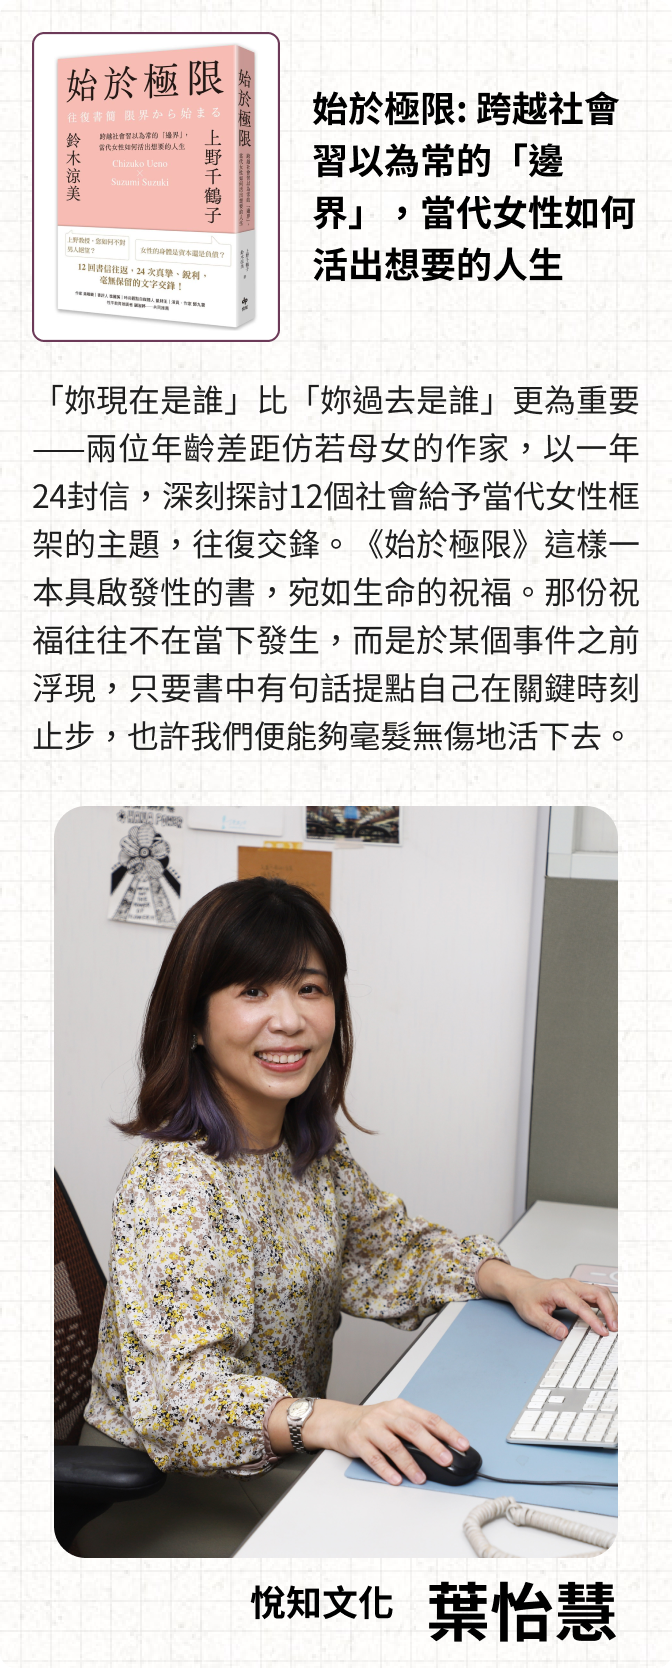 始於極限
往復書簡 限界から始まる
跨越社會習以為常的「邊界」，
當代女性如何活出想要的人生
鈴木涼美
上野千鶴子
Chizuko Ueno
×
Suzumi Suzuki
上野教授，您如何不對
男人絕望？
女性的身體是資本還是負債？
12 回書信往返，24 次真摯、銳利，
毫無保留的文字交鋒！
始於極限
始於極限: 跨越社會
習以為常的「邊
界」，當代女性如何
活出想要的人生
「妳現在是誰」比「妳過去是誰」更為重要
——兩位年齡差距仿若母女的作家，以一年
24封信，深刻探討12個社會給予當代女性框
架的主題，往復交鋒。《始於極限》這樣一
本具啟發性的書，宛如生命的祝福。那份祝
福往往不在當下發生，而是於某個事件之前
浮現，只要書中有句話提點自己在關鍵時刻
止步，也許我們便能夠毫髮無傷地活下去。
悅知文化 葉怡慧